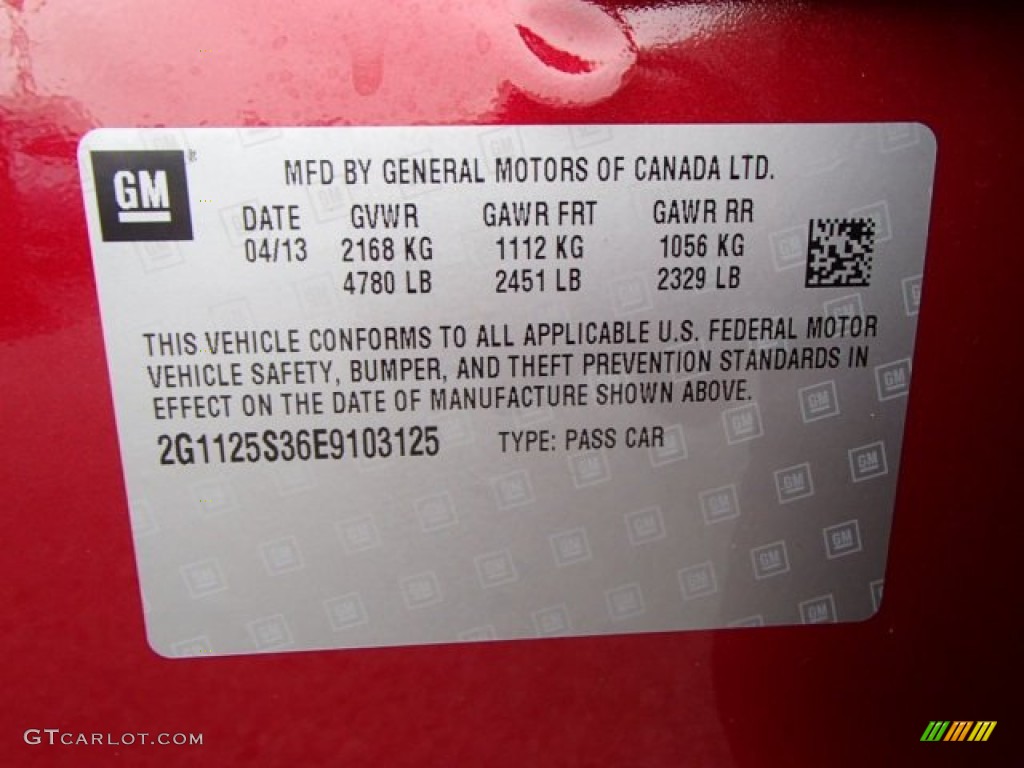 GM
MFD BY GENERAL MOTORS OF CANADA LTD.
DATE GVWR GAWR FRT GAWR RR
04/13 2168 KG 1112 KG 1056 KG
4780 LB 2451 LB 2329 LB
THIS VEHICLE CONFORMS TO ALL APPLICABLE U.S. FEDERAL MOTOR
VEHICLE SAFETY, BUMPER, AND THEFT PREVENTION STANDARDS IN
EFFECT ON THE DATE OF MANUFACTURE SHOWN ABOVE.
2G1125S36E9103125 TYPE: PASS CAR
GTCARLOT.COM